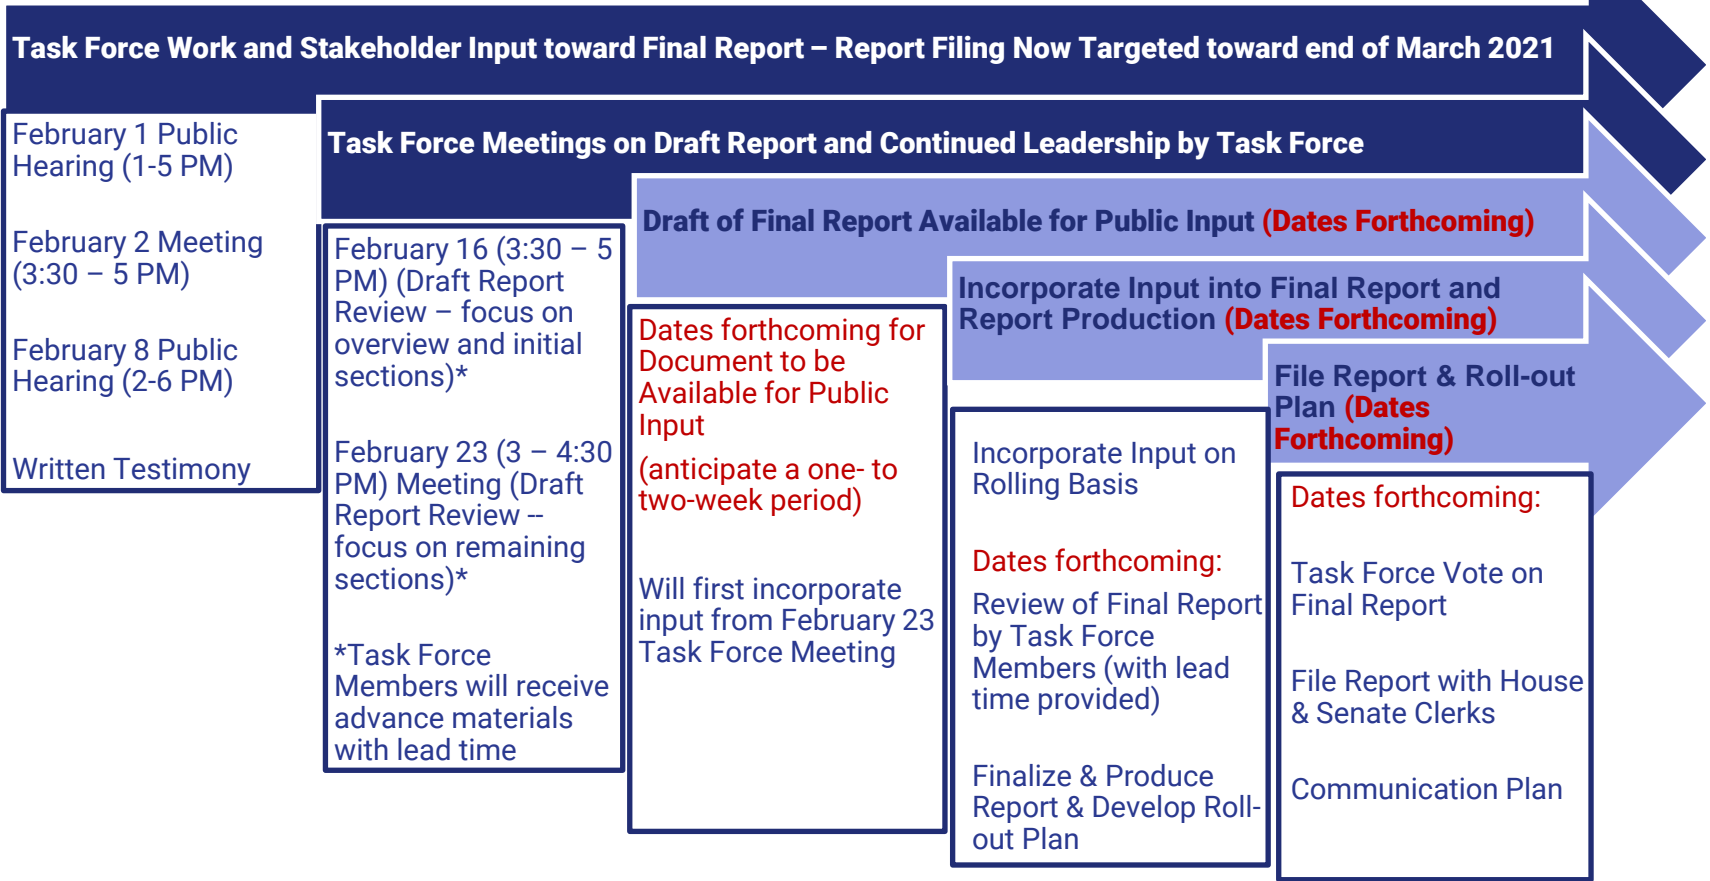 Task Force Work and Stakeholder Input toward Final Report – Report Filing Now Targeted toward end of March 2021
February 1 Public
Hearing (1-5 PM)
February 2 Meeting
(3:30 – 5 PM)
February 8 Public
Hearing (2-6 PM)
Written Testimony
Task Force Meetings on Draft Report and Continued Leadership by Task Force
February 16 (3:30 – 5
PM) (Draft Report
Review – focus on
overview and initial
sections)*
February 23 (3 – 4:30
PM) Meeting (Draft
Report Review --
focus on remaining
sections)*
*Task Force
Members will receive
advance materials
with lead time
Draft of Final Report Available for Public Input (Dates Forthcoming)
Dates forthcoming for
Document to be
Available for Public
Input
(anticipate a one- to
two-week period)
Will first incorporate
input from February 23
Task Force Meeting
Incorporate Input into Final Report and
Report Production (Dates Forthcoming)
Incorporate Input on
Rolling Basis
Dates forthcoming:
Review of Final Report
by Task Force
Members (with lead
time provided)
Finalize & Produce
Report & Develop Roll-
out Plan
File Report & Roll-out
Plan (Dates
Forthcoming)
Dates forthcoming:
Task Force Vote on
Final Report
File Report with House
& Senate Clerks
Communication Plan